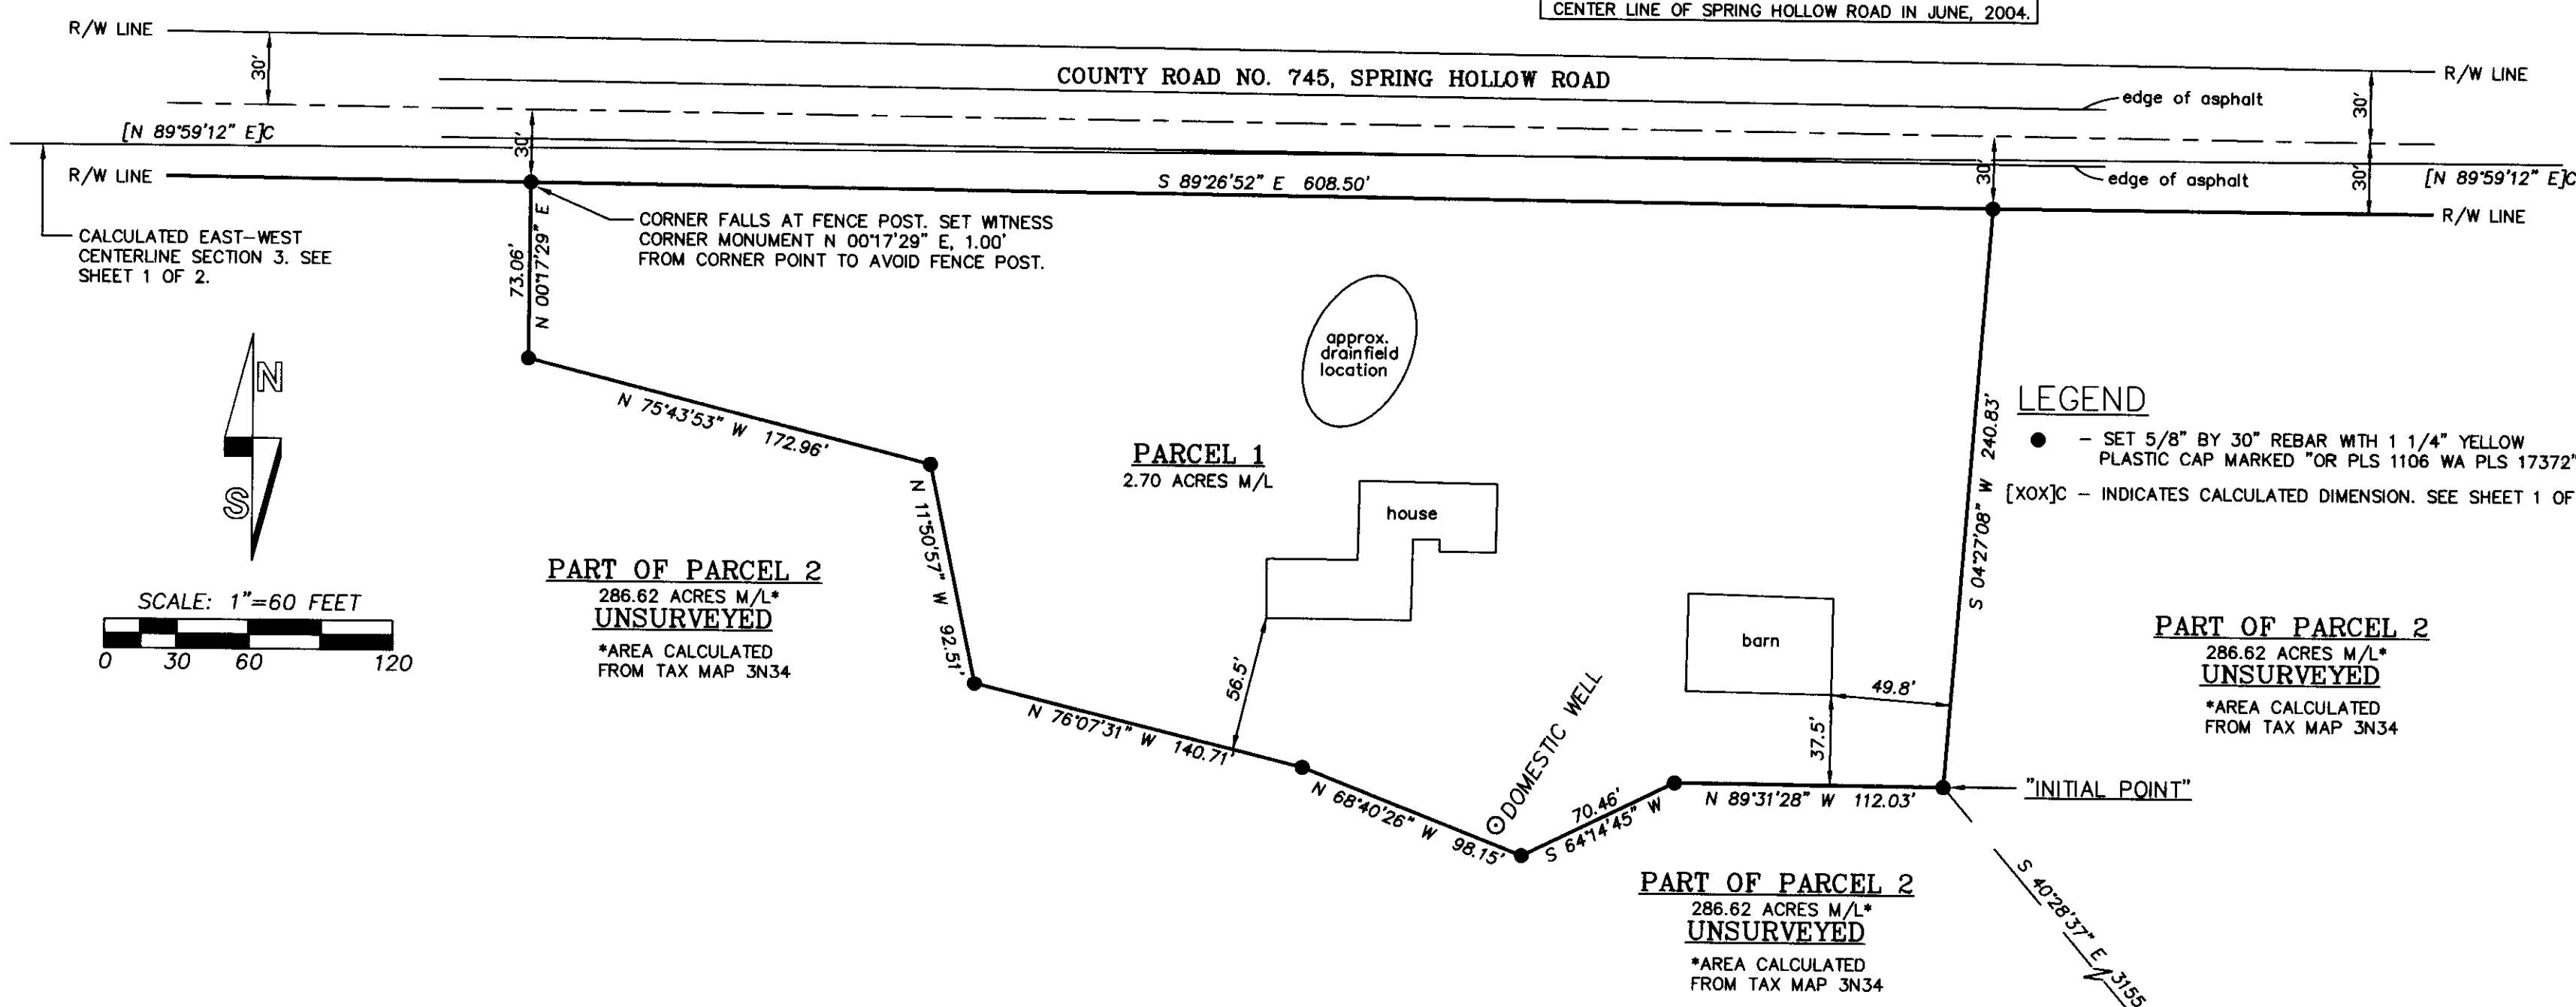 CENTER LINE OF SPRING HOLLOW ROAD IN JUNE, 2004.
R/W LINE
30'
COUNTY ROAD NO. 745, SPRING HOLLOW ROAD
R/W LINE
30'
edge of asphalt
[N 89°59'12" E]C
30'
30'
30'
R/W LINE
S 89°26'52" E 608.50'
edge of asphalt
[N 89°59'12" E]C
R/W LINE
CALCULATED EAST-WEST
CENTERLINE SECTION 3. SEE
SHEET 1 OF 2.
73.06'
N 00°17'29" E
CORNER FALLS AT FENCE POST. SET WITNESS
CORNER MONUMENT N 00°17'29" E, 1.00'
FROM CORNER POINT TO AVOID FENCE POST.
approx.
drainfield
location
N
S
N 75°43'53" W 172.96'
PARCEL 1
2.70 ACRES M/L
S 04°27'08" W 240.83'
LEGEND
- SET 5/8" BY 30" REBAR WITH 1 1/4" YELLOW
PLASTIC CAP MARKED "OR PLS 1106 WA PLS 17372"
[XOX]C - INDICATES CALCULATED DIMENSION. SEE SHEET 1 OF
house
N 11°50'57" W 92.51'
PART OF PARCEL 2
286.62 ACRES M/L*
UNSURVEYED
*AREA CALCULATED
FROM TAX MAP 3N34
SCALE: 1"=60 FEET
0 30 60 120
barn
PART OF PARCEL 2
286.62 ACRES M/L*
UNSURVEYED
*AREA CALCULATED
FROM TAX MAP 3N34
56.5'
49.8'
37.5'
N 76°07'31" W 140.71'
DOMESTIC WELL
N 68°40'26" W 98.15'
70.46'
S 64°14'45" W
N 89°31'28" W 112.03'
"INITIAL POINT"
PART OF PARCEL 2
286.62 ACRES M/L*
UNSURVEYED
*AREA CALCULATED
FROM TAX MAP 3N34
S 40°28'37" E 3155